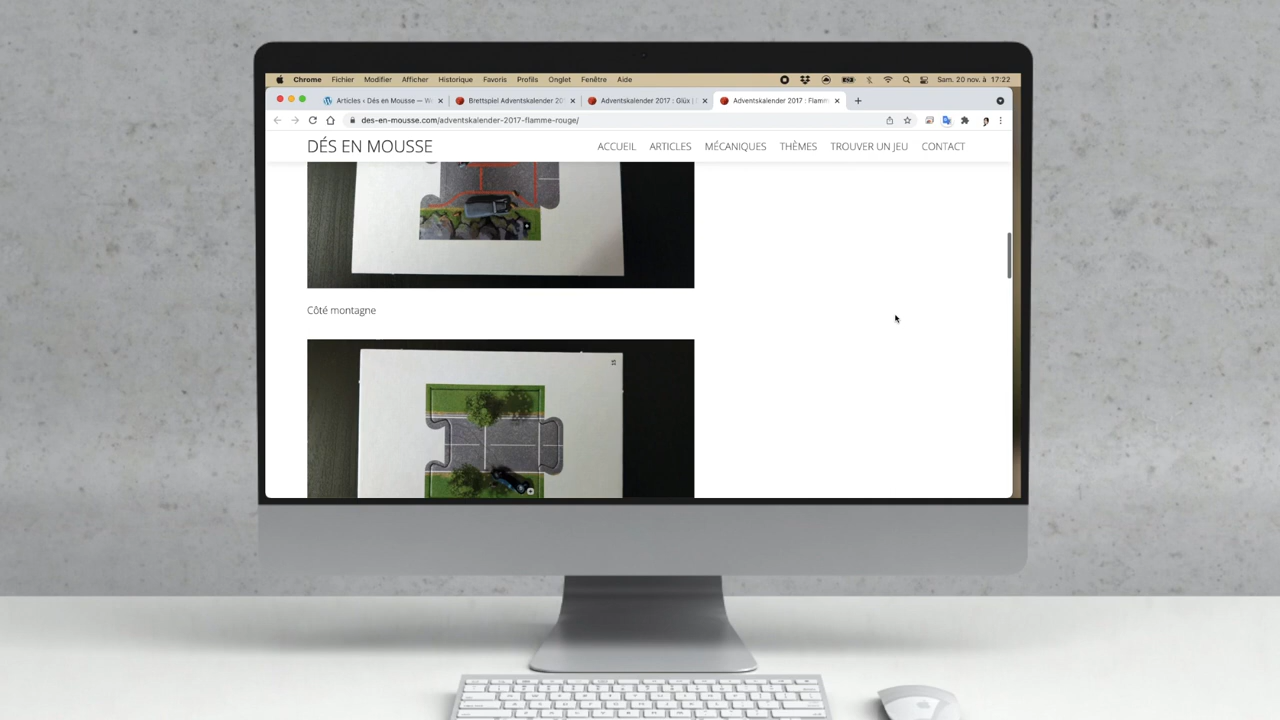 Chrome Fichier Modifier Afficher Historique Favoris Profils Onglet Fenêtre Aide Sam. 20 nov. à 17:22
Articles ‹ Dés en Mousse — W
Brettspiel Adventskalender 20
Adventskalender 2017 : Glüx |
Adventskalender 2017 : Flamm
des-en-mousse.com/adventskalender-2017-flamme-rouge/
DÉS EN MOUSSE
ACCUEIL ARTICLES MÉCANIQUES THÈMES TROUVER UN JEU CONTACT
Côté montagne